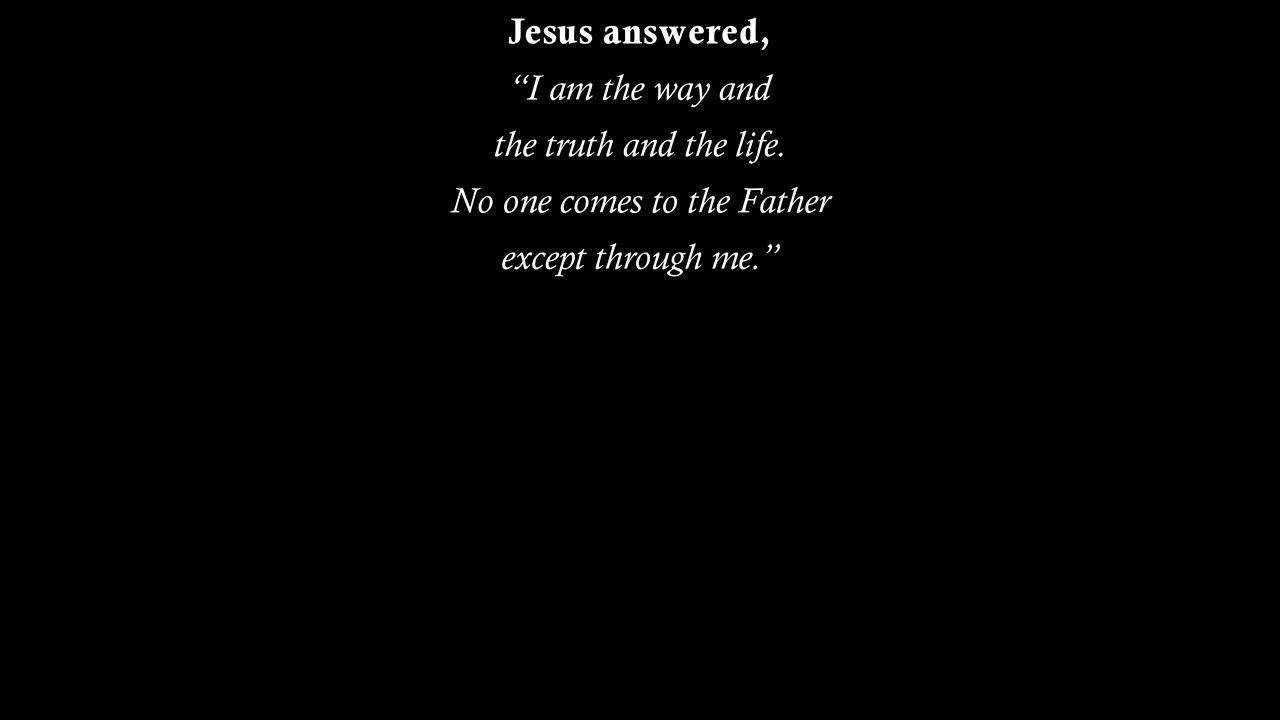 Jesus answered,
“I am the way and
the truth and the life.
No one comes to the Father
except through me.”